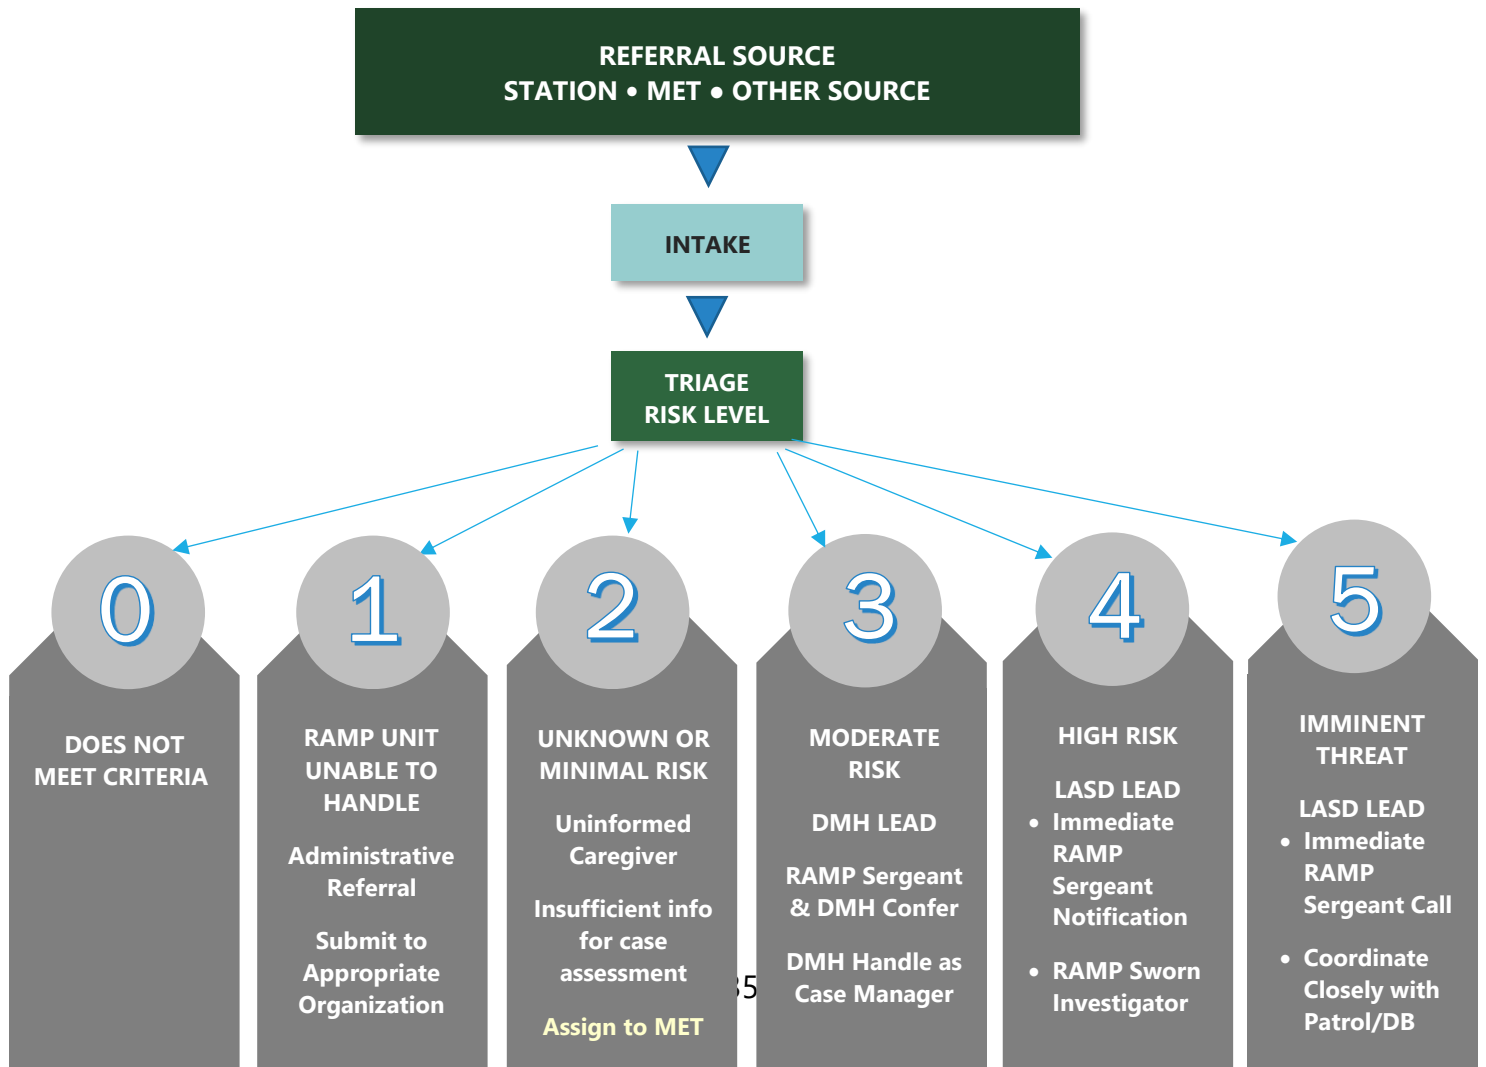 REFERRAL SOURCE
STATION • MET ● OTHER SOURCE
INTAKE
TRIAGE
RISK LEVEL
0
DOES NOT
MEET CRITERIA
1
RAMP UNIT
UNABLE TO
HANDLE
Administrative
Referral
Submit to
Appropriate
Organization
2
UNKNOWN OR
MINIMAL RISK
Uninformed
Caregiver
Insufficient info
for case
assessment
Assign to MET
3
MODERATE
RISK
DMH LEAD
RAMP Sergeant
& DMH Confer
DMH Handle as
Case Manager
4
HIGH RISK
LASD LEAD
• Immediate
RAMP
Sergeant
Notification
• RAMP Sworn
Investigator
5
IMMINENT
THREAT
LASD LEAD
• Immediate
RAMP
Sergeant Call
• Coordinate
Closely with
Patrol/DB